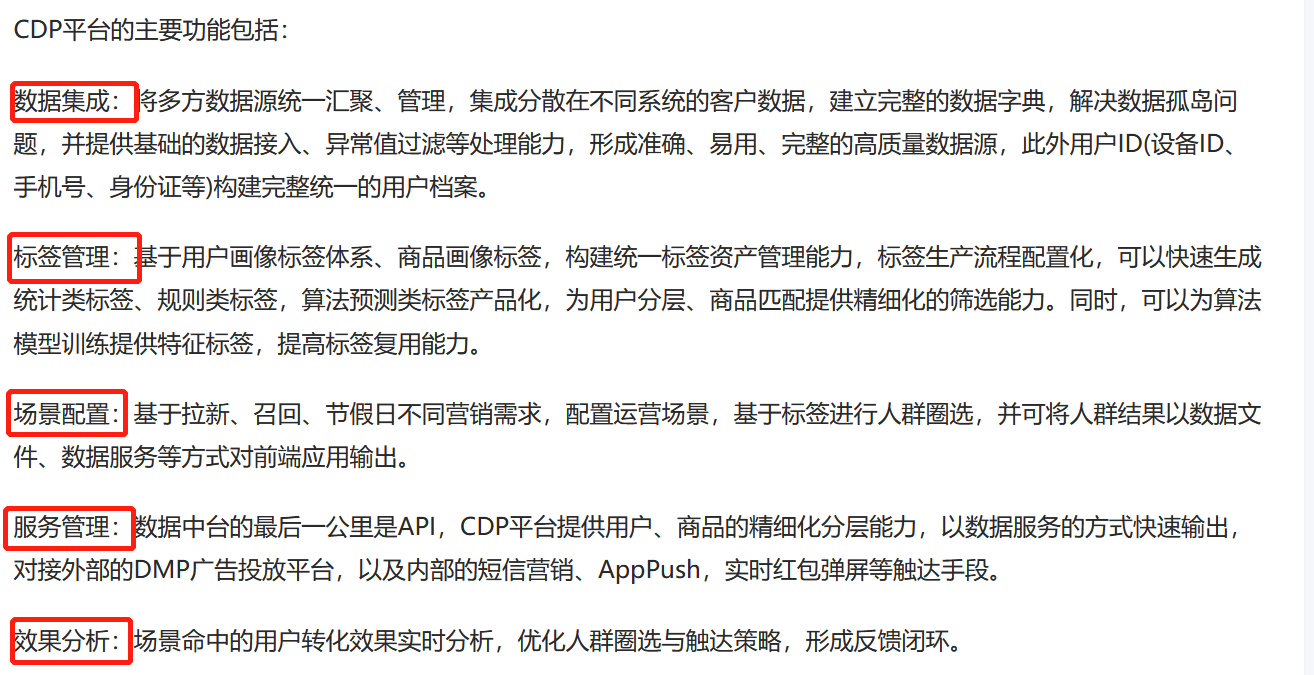 CDP平台的主要功能包括：
数据集成：将多方数据源统一汇聚、管理，集成分散在不同系统的客户数据，建立完整的数据字典，解决数据孤岛问
题，并提供基础的数据接入、异常值过滤等处理能力，形成准确、易用、完整的高质量数据源，此外用户ID(设备ID、
手机号、身份证等)构建完整统一的用户档案。
标签管理：基于用户画像标签体系、商品画像标签，构建统一标签资产管理能力，标签生产流程配置化，可以快速生成
统计类标签、规则类标签，算法预测类标签产品化，为用户分层、商品匹配提供精细化的筛选能力。同时，可以为算法
模型训练提供特征标签，提高标签复用能力。
场景配置：基于拉新、召回、节假日不同营销需求，配置运营场景，基于标签进行人群圈选，并可将人群结果以数据文
件、数据服务等方式对前端应用输出。
服务管理：数据中台的最后一公里是API，CDP平台提供用户、商品的精细化分层能力，以数据服务的方式快速输出，
对接外部的DMP广告投放平台，以及内部的短信营销、AppPush，实时红包弹屏等触达手段。
效果分析：场景命中的用户转化效果实时分析，优化人群圈选与触达策略，形成反馈闭环。